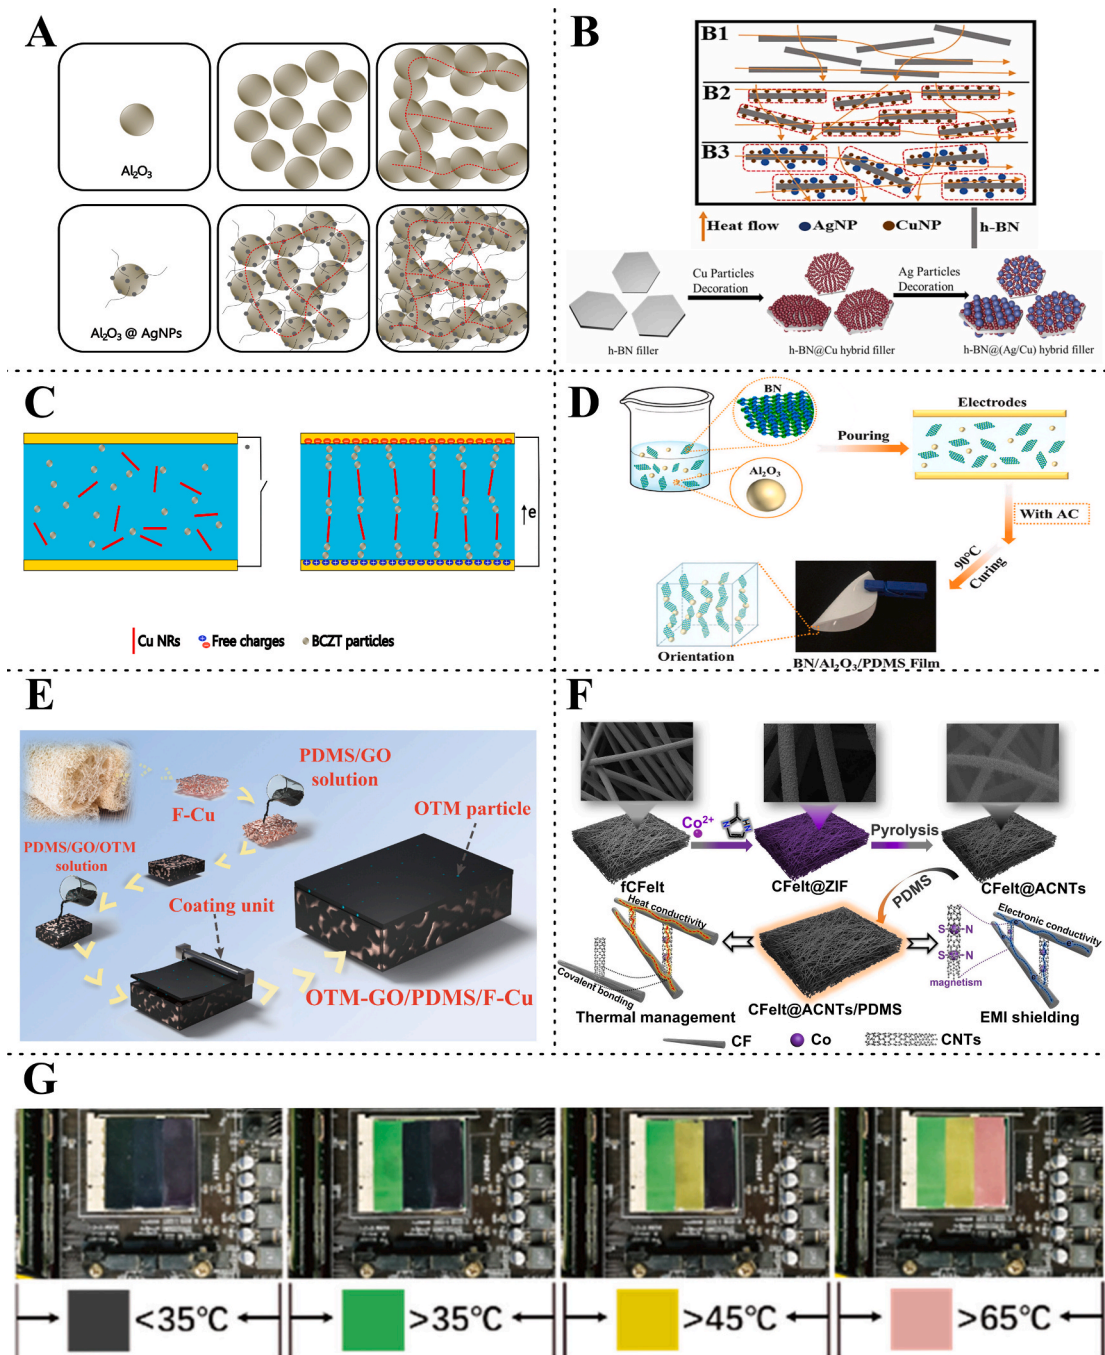 A
Al₂O₃
Al₂O₃ @ AgNPs
B
B1
B2
B3
Heat flow AgNP CuNP h-BN
Cu Particles
Decoration
Ag Particles
Decoration
h-BN filler
h-BN@Cu hybrid filler
h-BN@(Ag/Cu) hybrid filler
C
e
Cu NRs Free charges BCZT particles
D
BN
Al₂O₃
Pouring
Electrodes
With AC
90°C
Curing
Orientation
BN/Al₂O₃/PDMS Film
E
F-Cu
PDMS/GO
solution
OTM particle
PDMS/GO/OTM
solution
Coating unit
OTM-GO/PDMS/F-Cu
F
fCFelt
Co²⁺
N
NH
CFelt@ZIF
Pyrolysis
CFelt@ACNTs
PDMS
Heat conductivity
Covalent bonding
Thermal management
CFelt@ACNTs/PDMS
S N
S N
magnetism
Electronic conductivity
e⁻
e⁻
EMI shielding
CF Co CNTs
G
<35°C
>35°C
>45°C
>65°C